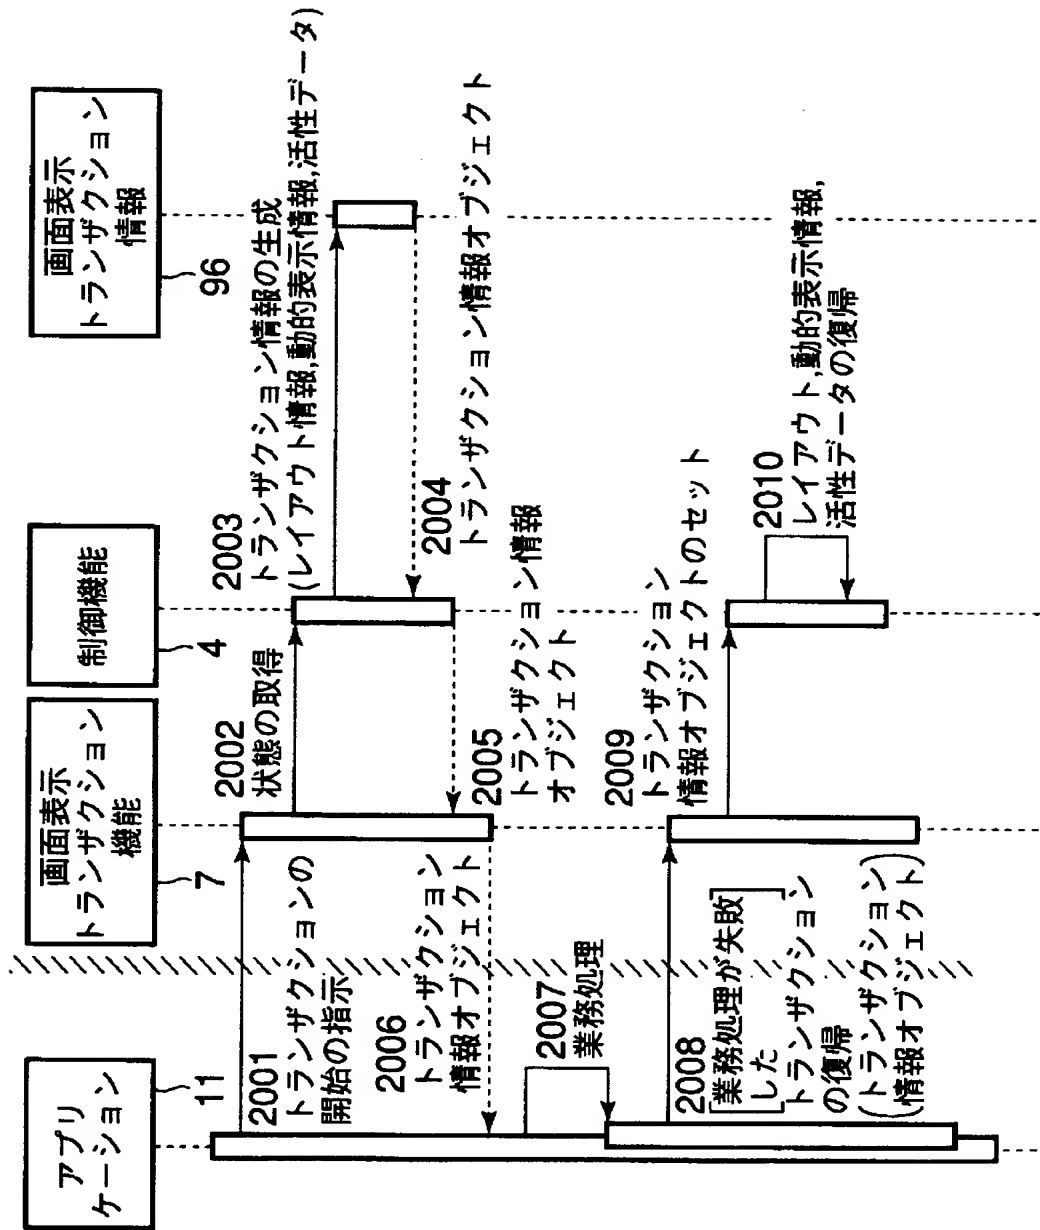 アプリ
ケーション
11
画面表示
トランザクション
機能
7
制御機能
4
画面表示
トランザクション
情報
96
2001
トランザクションの
開始の指示
2002
状態の取得
2003
トランザクション情報の生成
(レイアウト情報,動的表示情報,活性データ)
2004
トランザクション情報オブジェクト
2005
トランザクション情報
オブジェクト
2006
トランザクション
情報オブジェクト
2007
業務処理
2008
[業務処理が失敗
した]
トランザクション
の復帰
(トランザクション
情報オブジェクト)
2009
トランザクション
情報オブジェクトのセット
2010
レイアウト,動的表示情報,
活性データの復帰